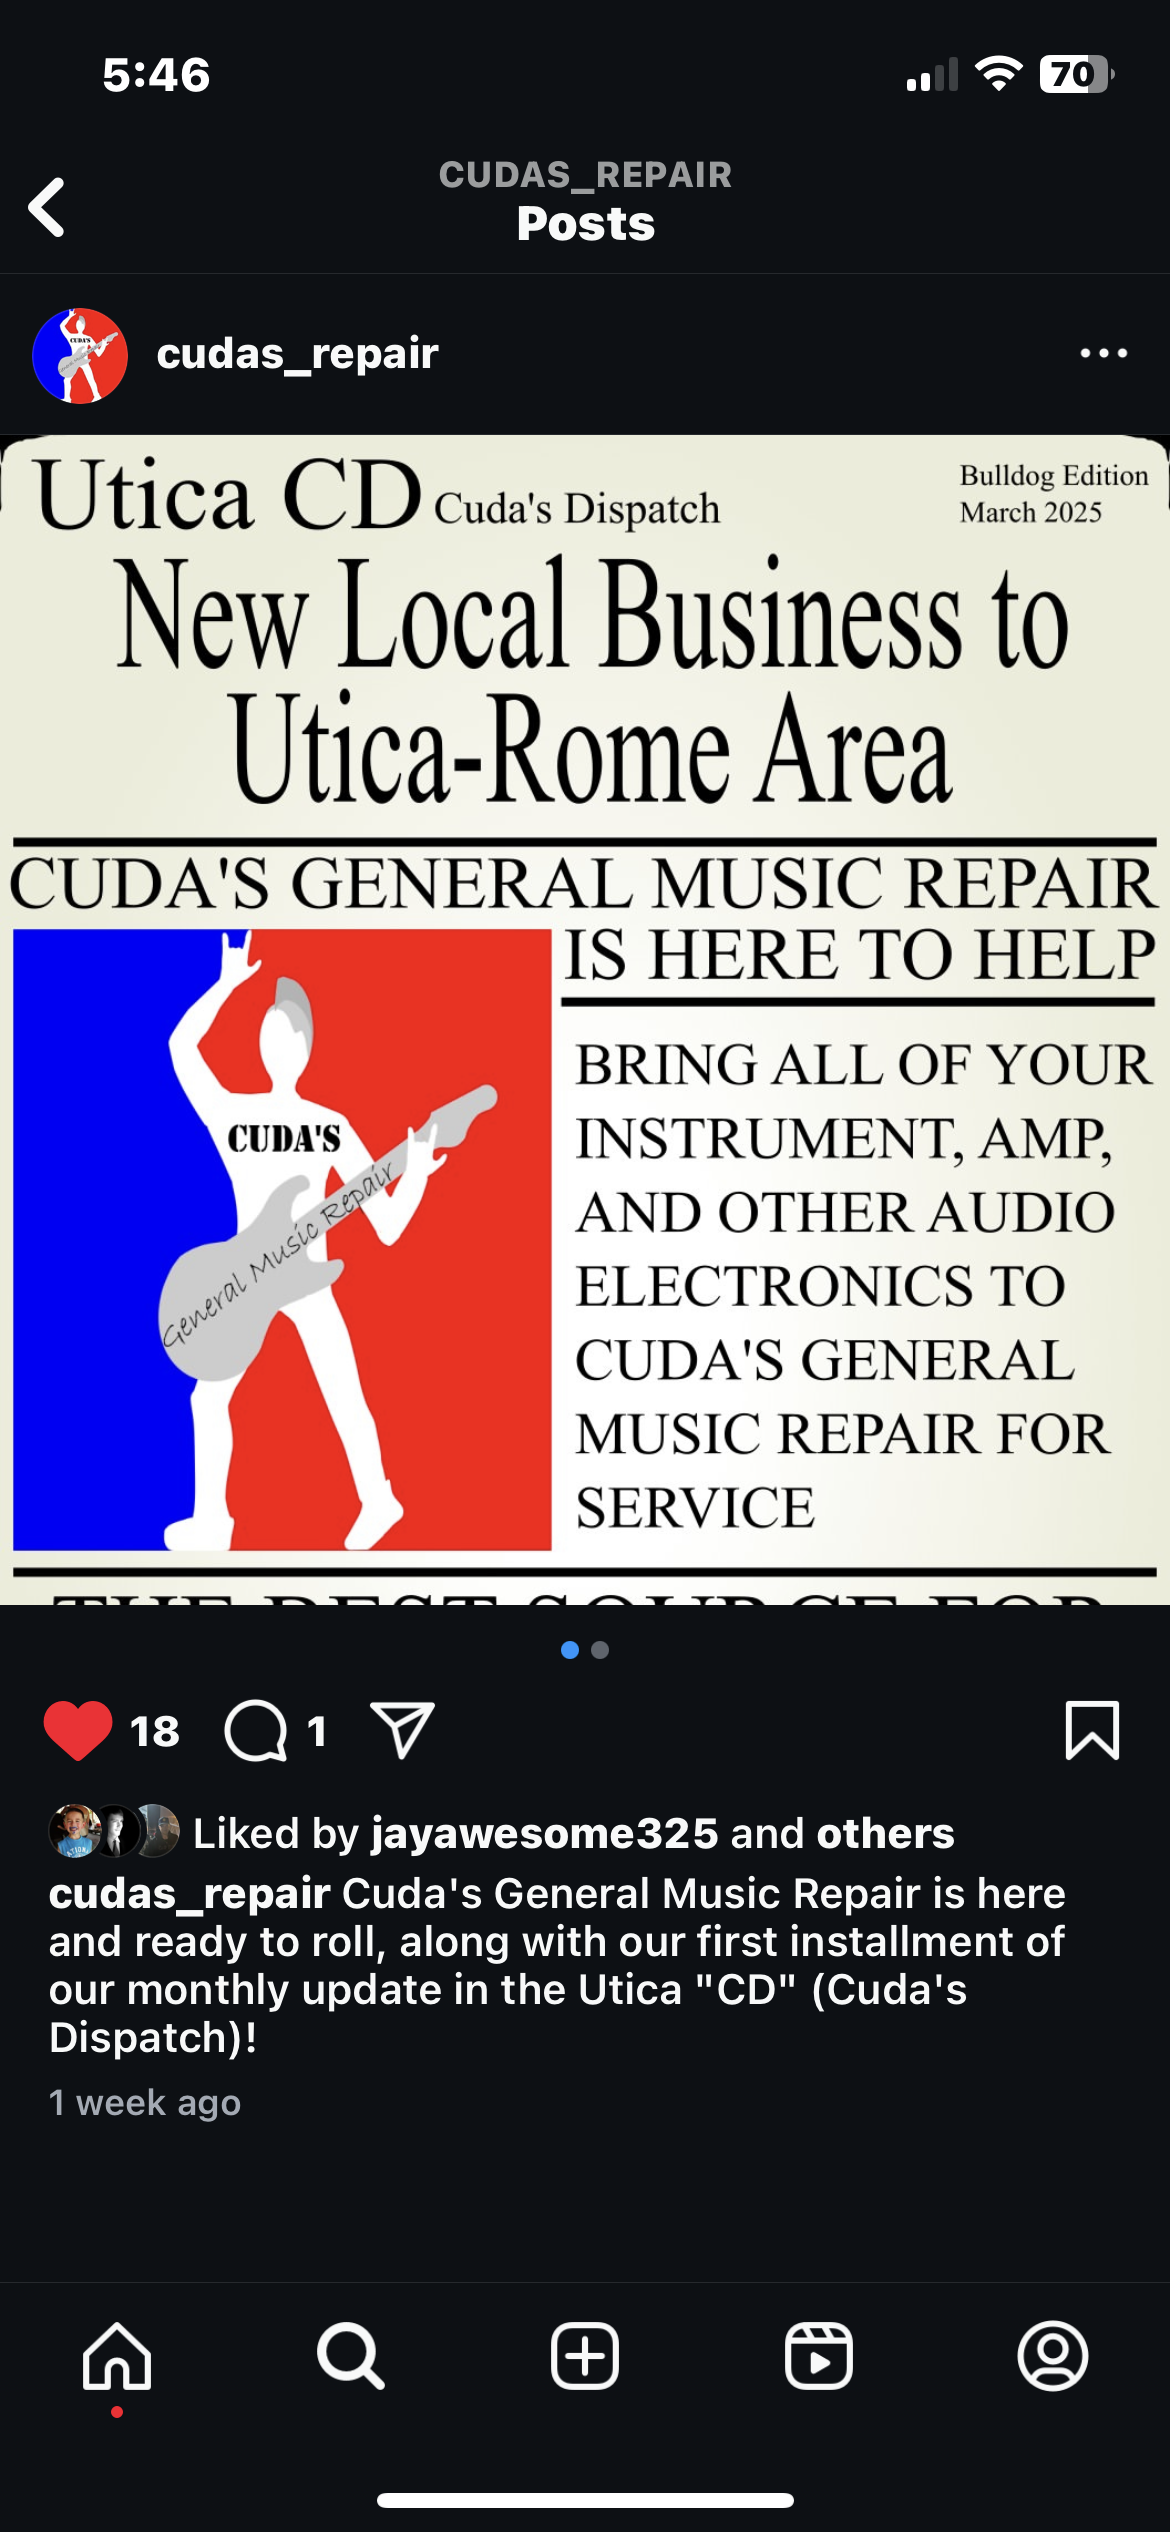 5:46
70
CUDAS_REPAIR
Posts
cudas_repair
Utica CD Cuda's Dispatch
Bulldog Edition
March 2025
New Local Business to
Utica-Rome Area
CUDA'S GENERAL MUSIC REPAIR
IS HERE TO HELP
CUDA'S
General Music Repair
BRING ALL OF YOUR
INSTRUMENT, AMP,
AND OTHER AUDIO
ELECTRONICS TO
CUDA'S GENERAL
MUSIC REPAIR FOR
SERVICE
THE BEST SOURCE FOR
18
1
Liked by jayawesome325 and others
cudas_repair Cuda's General Music Repair is here
and ready to roll, along with our first installment of
our monthly update in the Utica "CD" (Cuda's
Dispatch)!
1 week ago